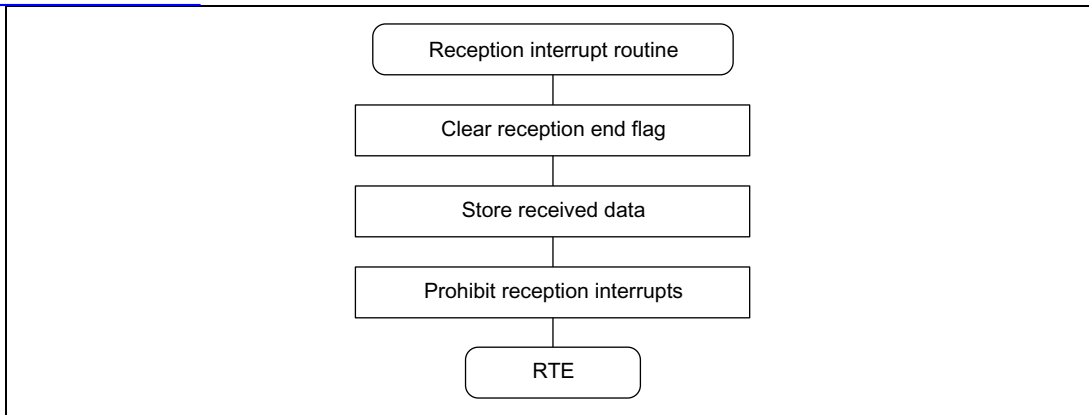 Reception interrupt routine
Clear reception end flag
Store received data
Prohibit reception interrupts
RTE